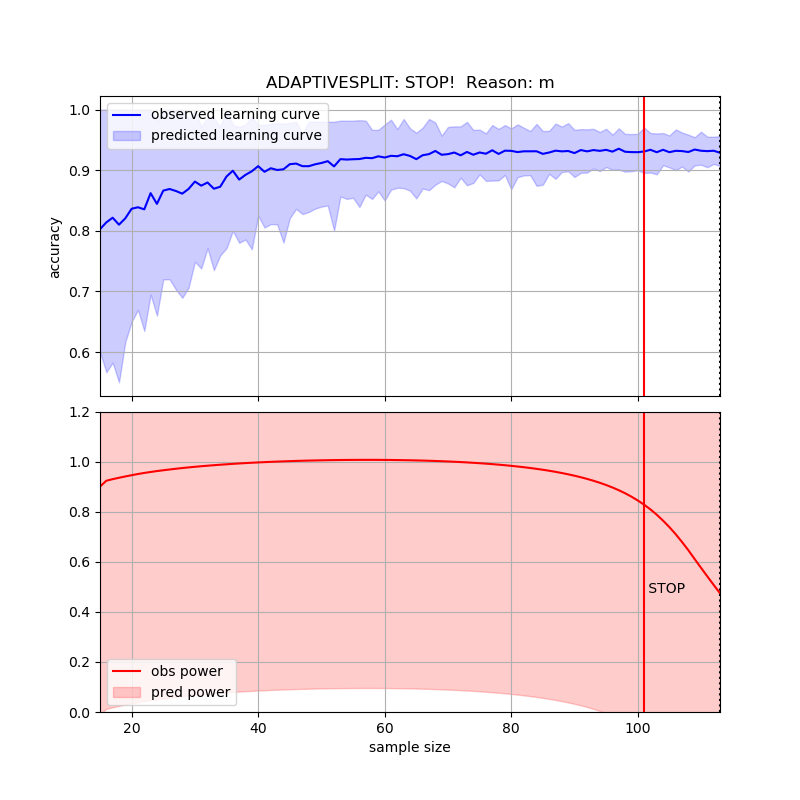 ADAPTIVESPLIT: STOP!  Reason: m
1.0
0.9
0.8
0.7
0.6
accuracy
observed learning curve
predicted learning curve
1.2
1.0
0.8
0.6
0.4
0.2
0.0
STOP
obs power
pred power
20 40 60 80 100
sample size